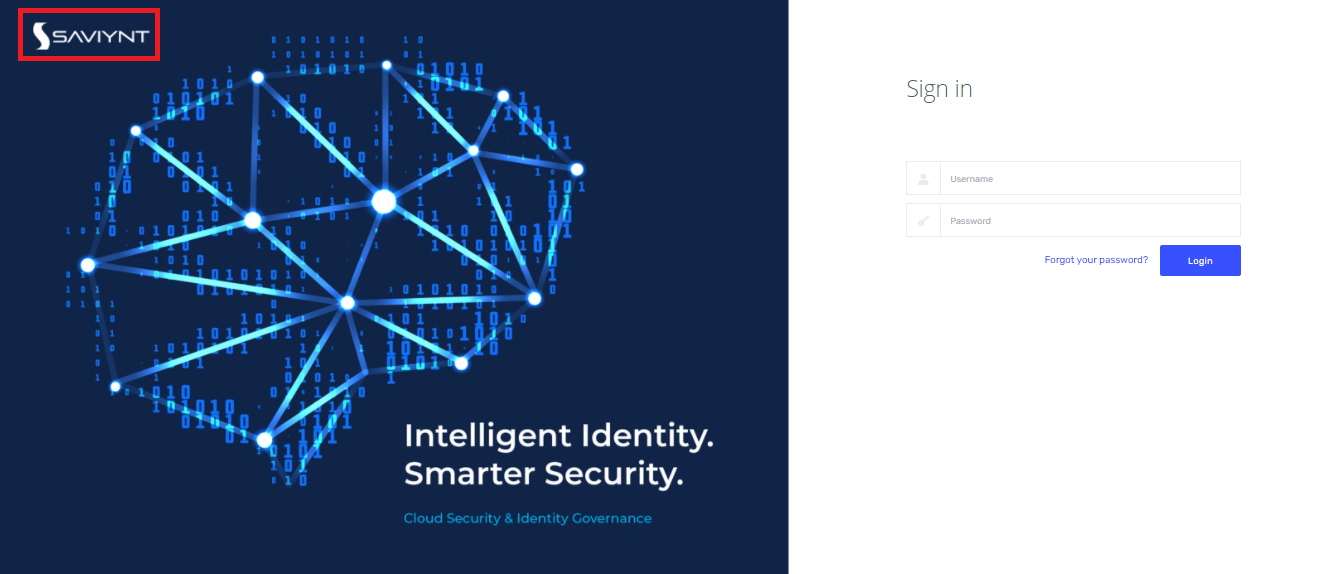 SAVIYNT
Intelligent Identity.
Smarter Security.
Cloud Security & Identity Governance
Sign in
Username
Password
Forgot your password?
Login